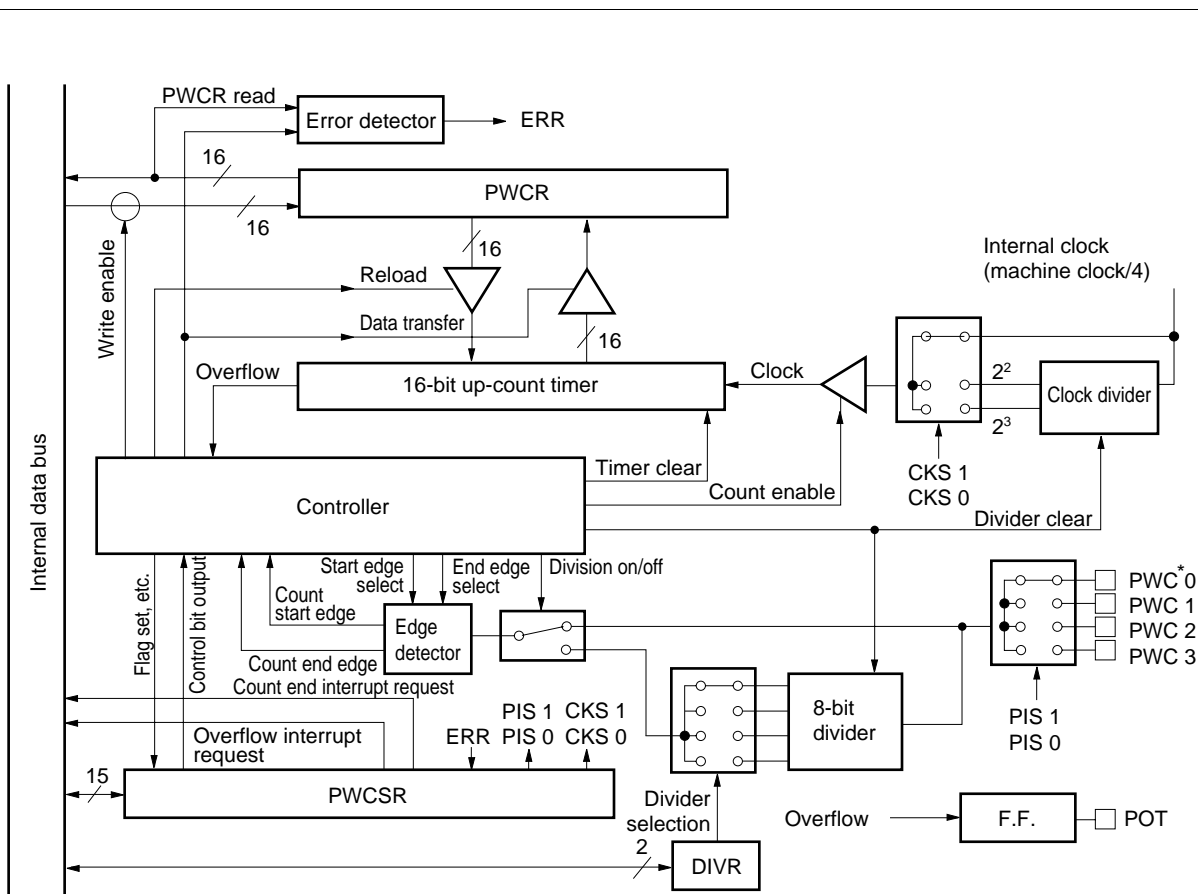 PWCR read
Error detector
ERR
16
PWCR
16
16
Internal clock
(machine clock/4)
Write enable
Reload
Data transfer
16
Overflow
16-bit up-count timer
Clock
2²
Clock divider
2³
Internal data bus
Timer clear
CKS 1
CKS 0
Count enable
Controller
Divider clear
Flag set, etc.
Control bit output
Start edge
select
End edge
select
Division on/off
Count
start edge
Edge
detector
PWC*0
PWC 1
PWC 2
PWC 3
Count end edge
Count end interrupt request
PIS 1
PIS 0
CKS 1
CKS 0
8-bit
divider
PIS 1
PIS 0
Overflow interrupt
request
ERR
15
PWCSR
Divider
selection
Overflow
F.F.
POT
2
DIVR